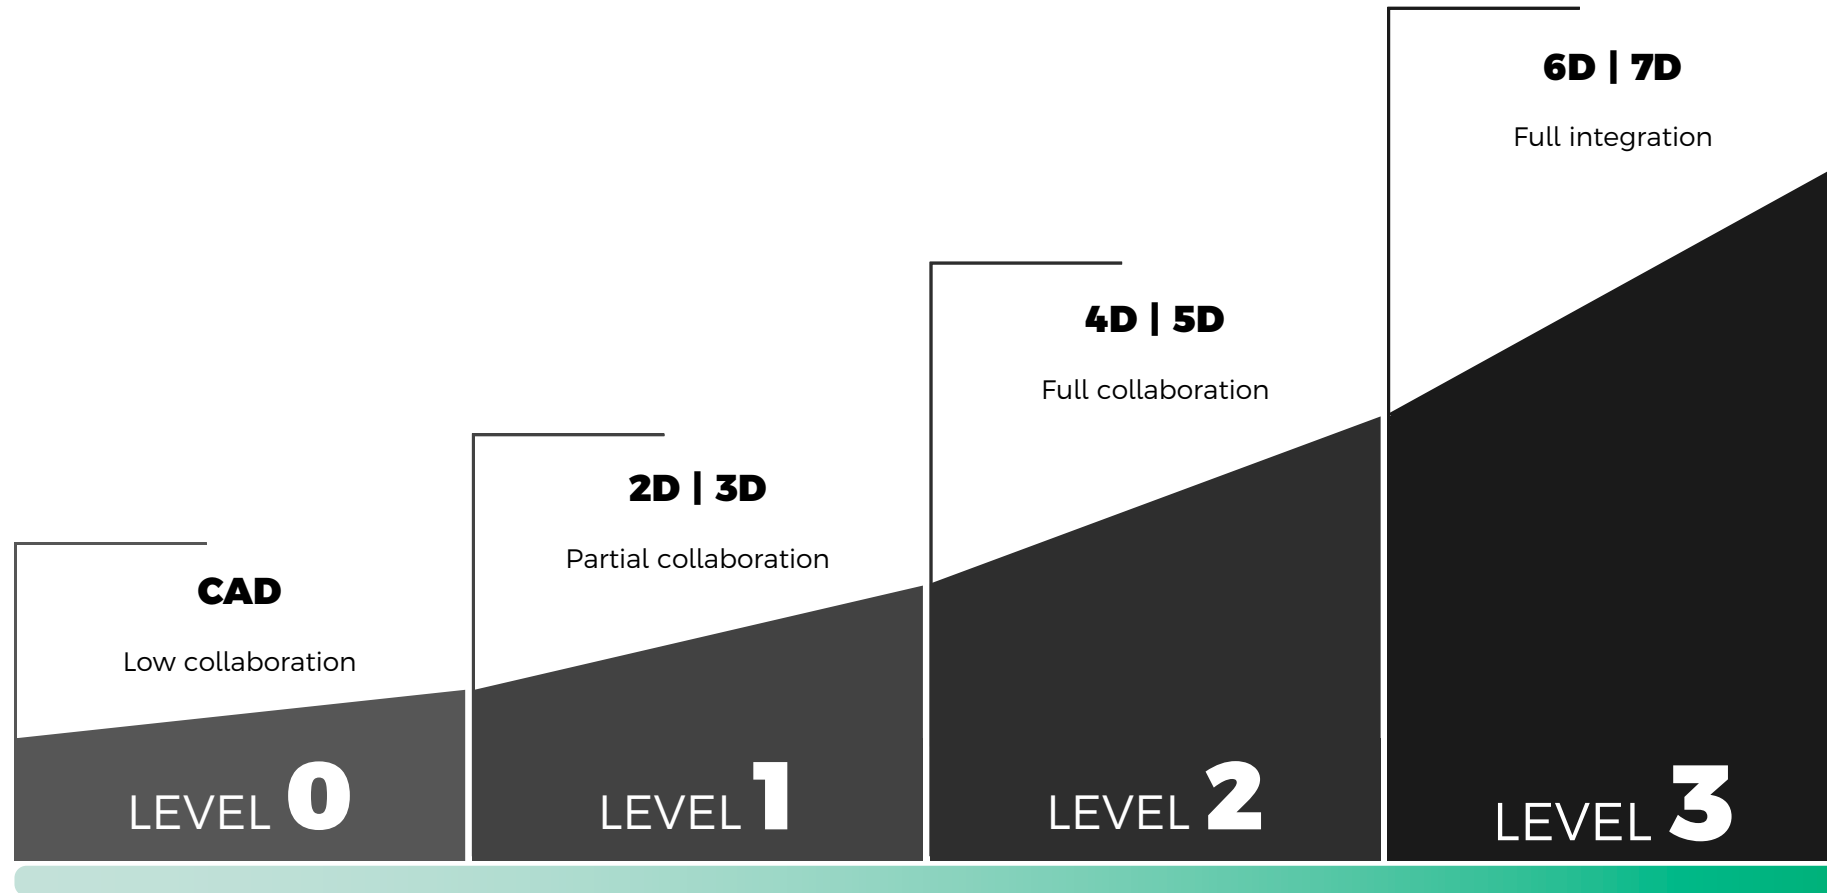 CAD
Low collaboration
LEVEL 0
2D | 3D
Partial collaboration
LEVEL 1
4D | 5D
Full collaboration
LEVEL 2
6D | 7D
Full integration
LEVEL 3